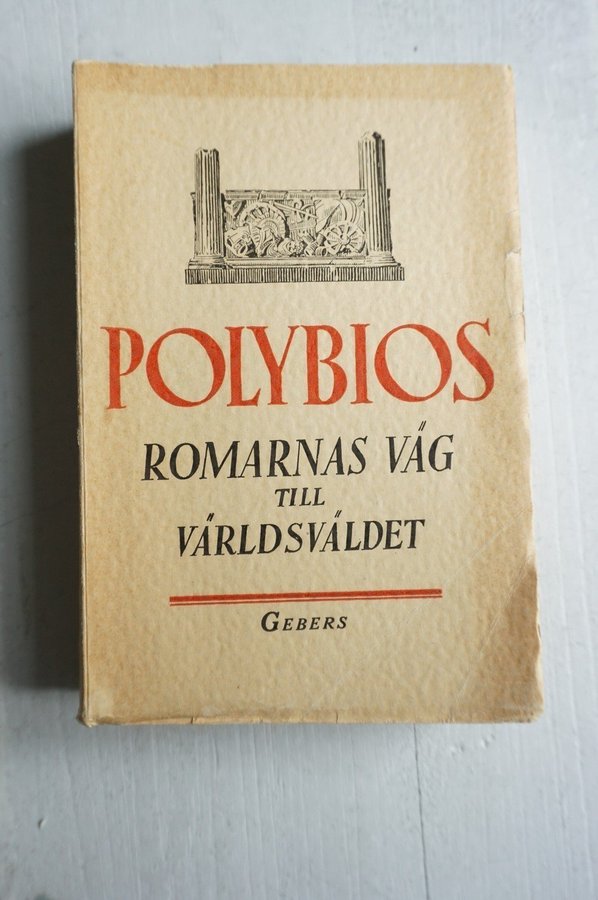 POLYBIOS
ROMARNAS VÄG
TILL
VÄRLDSVÄLDET
GEBERS